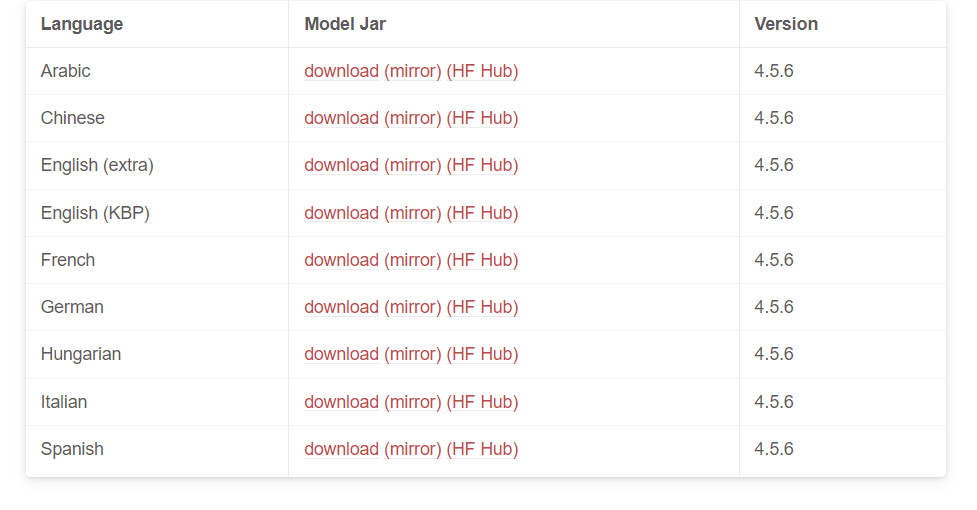 Language Model Jar Version
Arabic download (mirror) (HF Hub) 4.5.6
Chinese download (mirror) (HF Hub) 4.5.6
English (extra) download (mirror) (HF Hub) 4.5.6
English (KBP) download (mirror) (HF Hub) 4.5.6
French download (mirror) (HF Hub) 4.5.6
German download (mirror) (HF Hub) 4.5.6
Hungarian download (mirror) (HF Hub) 4.5.6
Italian download (mirror) (HF Hub) 4.5.6
Spanish download (mirror) (HF Hub) 4.5.6